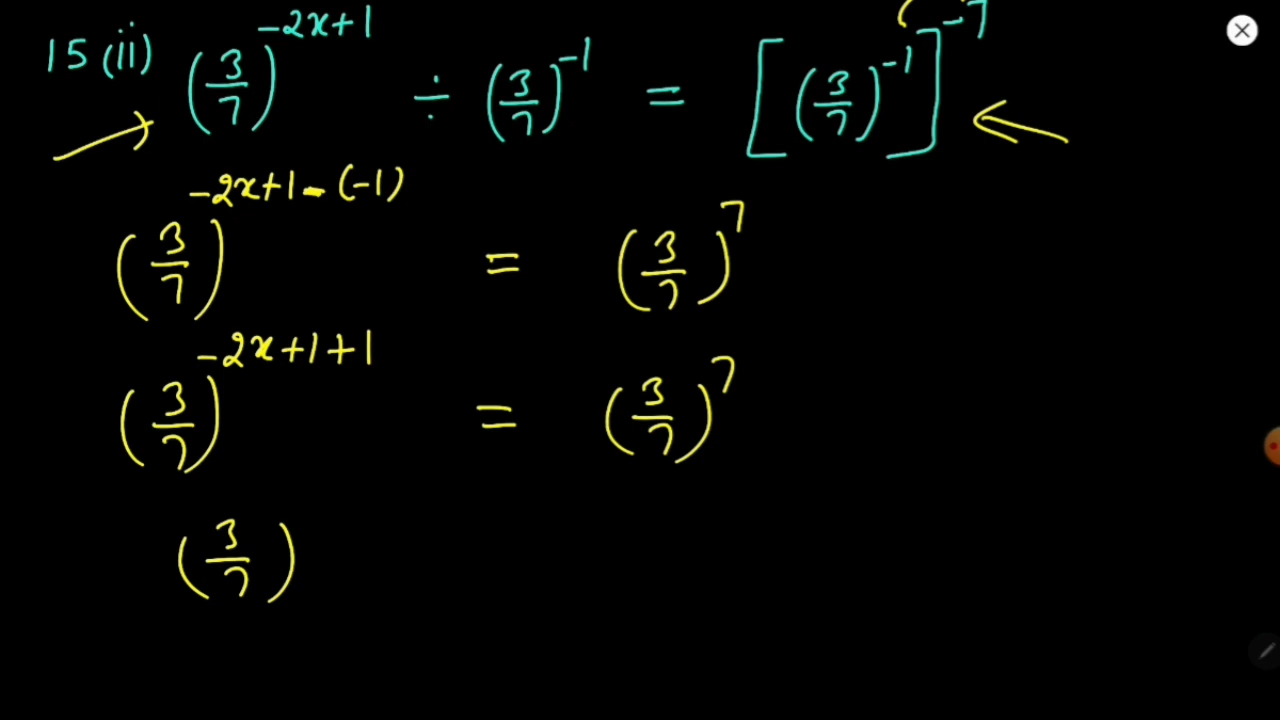 15 (ii) (3/7)^(-2x+1) ÷ (3/7)^(-1) = [(3/7)^(-1)]^(-7)
(3/7)^(-2x+1-(-1)) = (3/7)^7
(3/7)^(-2x+1+1) = (3/7)^7
(3/7)